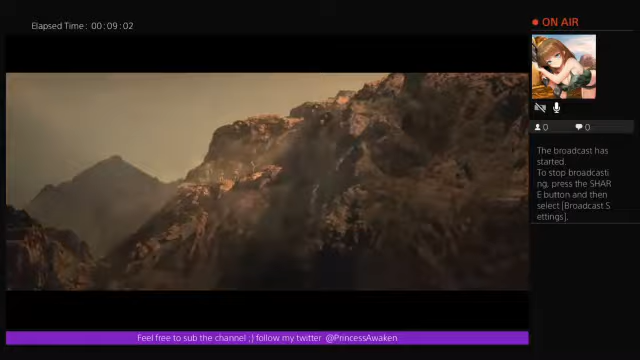 Elapsed Time: 00:09:02
ON AIR
0
0
The broadcast has
started.
To stop broadcasti
ng, press the SHAR
E button and then
select [Broadcast S
ettings].
Feel free to sub the channel ;) follow my twitter @PrincessAwaken